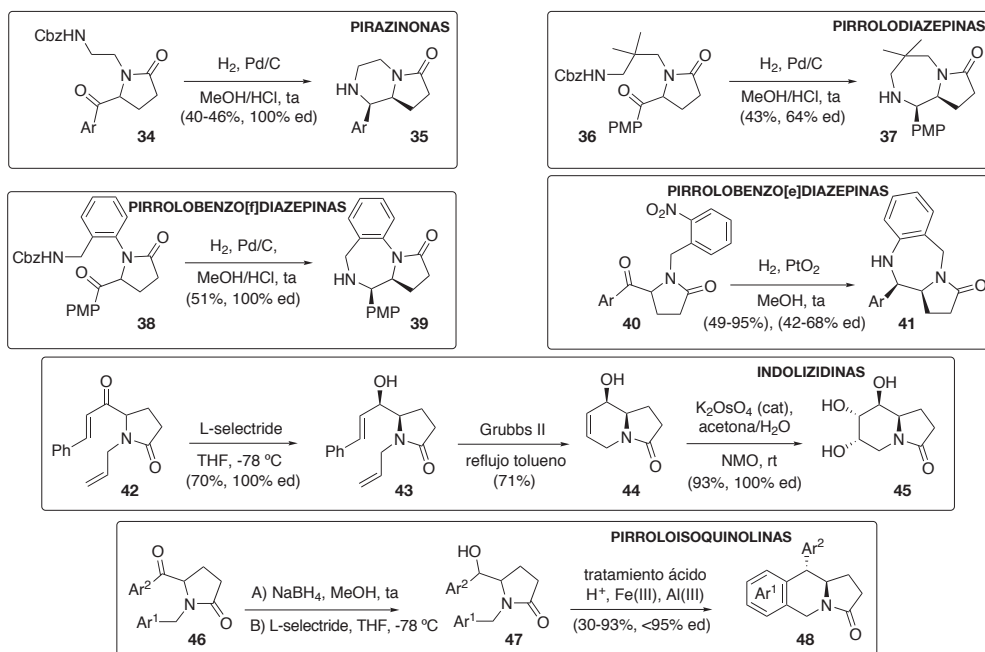 PIRAZINONAS
CbzHN
N
O
O
Ar
34
H2, Pd/C
MeOH/HCl, ta
(40-46%, 100% ed)
N
O
HN
Ar
35
PIRROLODIAZEPINAS
CbzHN
N
O
O
PMP
36
H2, Pd/C
MeOH/HCl, ta
(43%, 64% ed)
N
O
HN
PMP
37
PIRROLOBENZO[f]DIAZEPINAS
CbzHN
N
O
O
PMP
38
H2, Pd/C,
MeOH/HCl, ta
(51%, 100% ed)
N
O
HN
PMP
39
PIRROLOBENZO[e]DIAZEPINAS
NO2
O
N
Ar
O
40
H2, PtO2
MeOH, ta
(49-95%), (42-68% ed)
HN
N
Ar
O
41
INDOLIZIDINAS
O
Ph
N
O
42
L-selectride
THF, -78 ºC
(70%, 100% ed)
OH
Ph
N
O
43
Grubbs II
reflujo tolueno
(71%)
OH
N
O
44
K2OsO4 (cat),
acetona/H2O
NMO, rt
(93%, 100% ed)
OH
HO
HO
N
O
45
PIRROLOISOQUINOLINAS
O
Ar2
N
Ar1
O
46
A) NaBH4, MeOH, ta
B) L-selectride, THF, -78 ºC
HO
Ar2
N
Ar1
O
47
tratamiento ácido
H+, Fe(III), Al(III)
(30-93%, <95% ed)
Ar2
Ar1
N
O
48